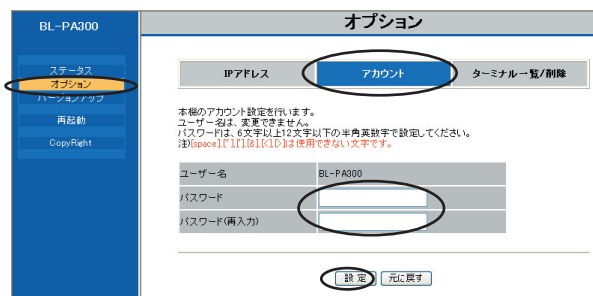 BL-PA300
オプション
ステータス
オプション
バージョンアップ
再起動
CopyRight
IPアドレス
アカウント
ターミナル一覧/削除
本機のアカウント設定を行います。
ユーザー名は、変更できません。
パスワードは、6文字以上12文字以下の半角英数字で設定してください。
注)[space],["],['],[&],[<],[>]は使用できない文字です。
ユーザー名 BL-PA300
パスワード
パスワード(再入力)
設 定 元に戻す